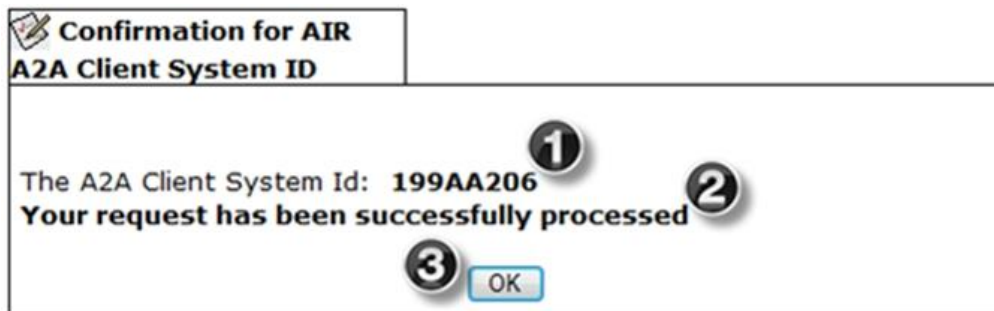 Confirmation for AIR
A2A Client System ID
1
The A2A Client System Id: 199AA206
2
Your request has been successfully processed
3
OK